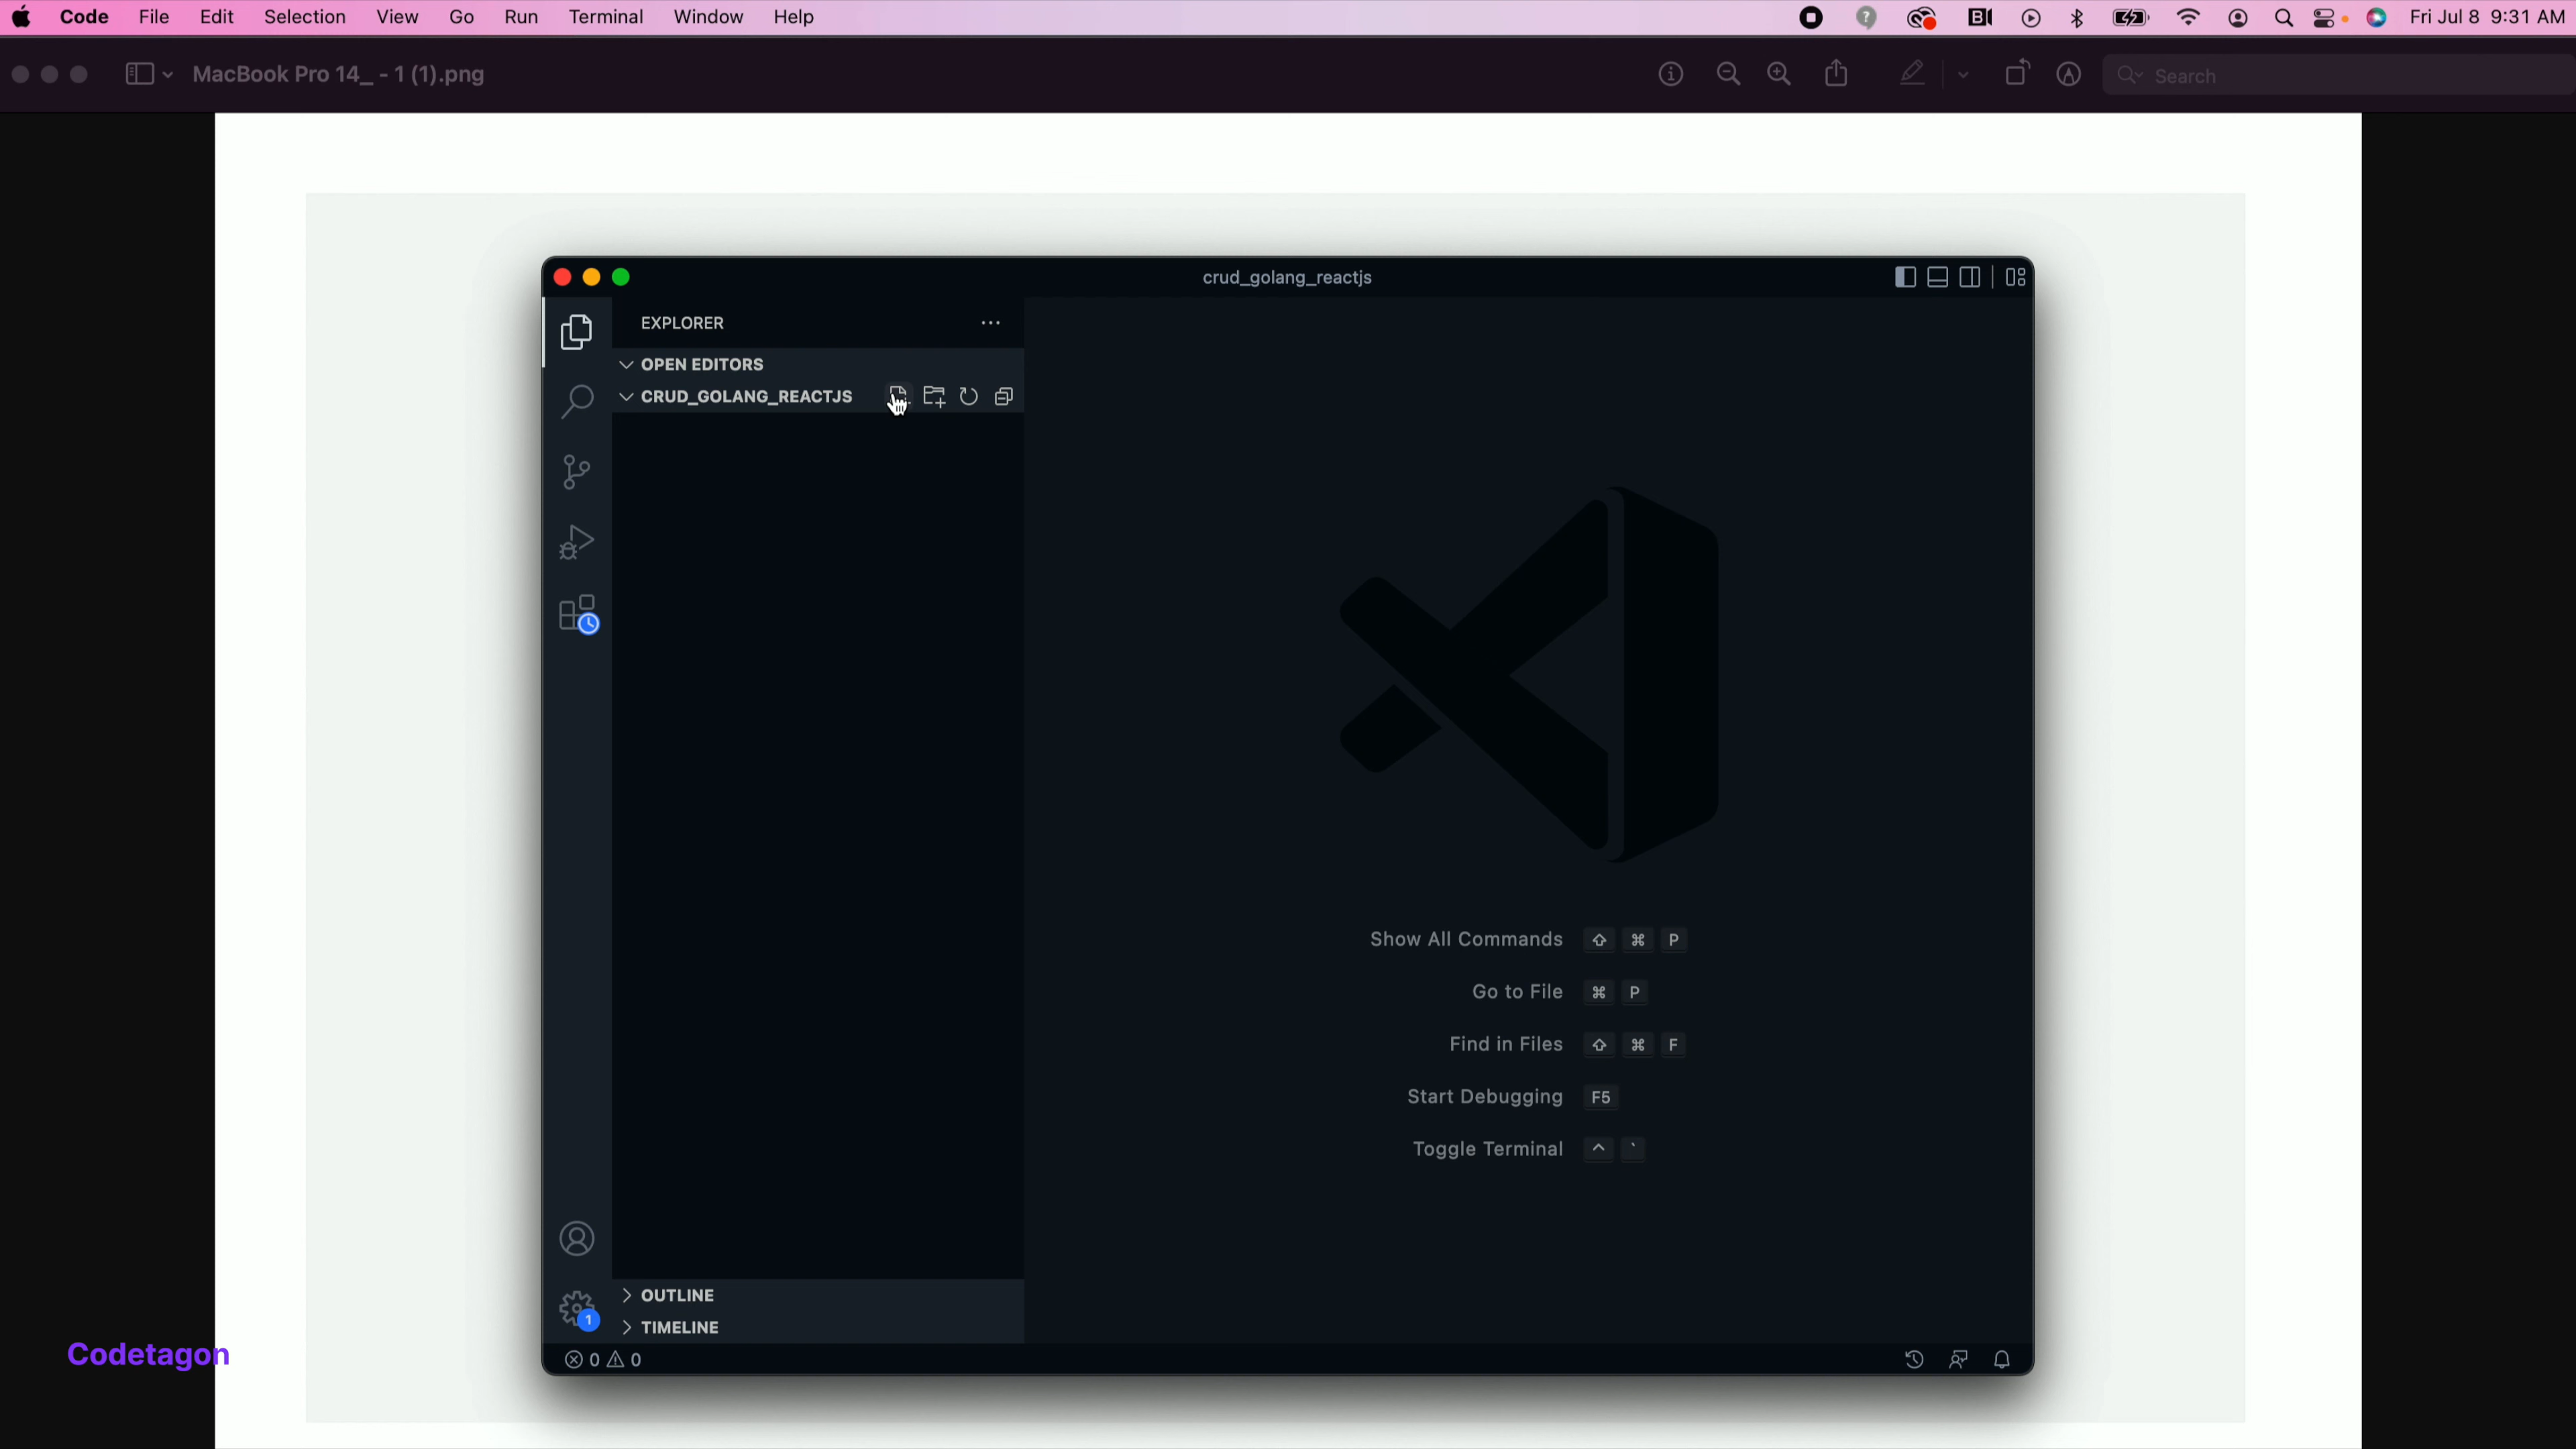 Code File Edit Selection View Go Run Terminal Window Help Fri Jul 8 9:31 AM
MacBook Pro 14_ - 1 (1).png Search
crud_golang_reactjs
EXPLORER
OPEN EDITORS
CRUD_GOLANG_REACTJS
Show All Commands ⇧ ⌘ P
Go to File ⌘ P
Find in Files ⇧ ⌘ F
Start Debugging F5
Toggle Terminal ^ `
OUTLINE
1
TIMELINE
Codetagon
0 0